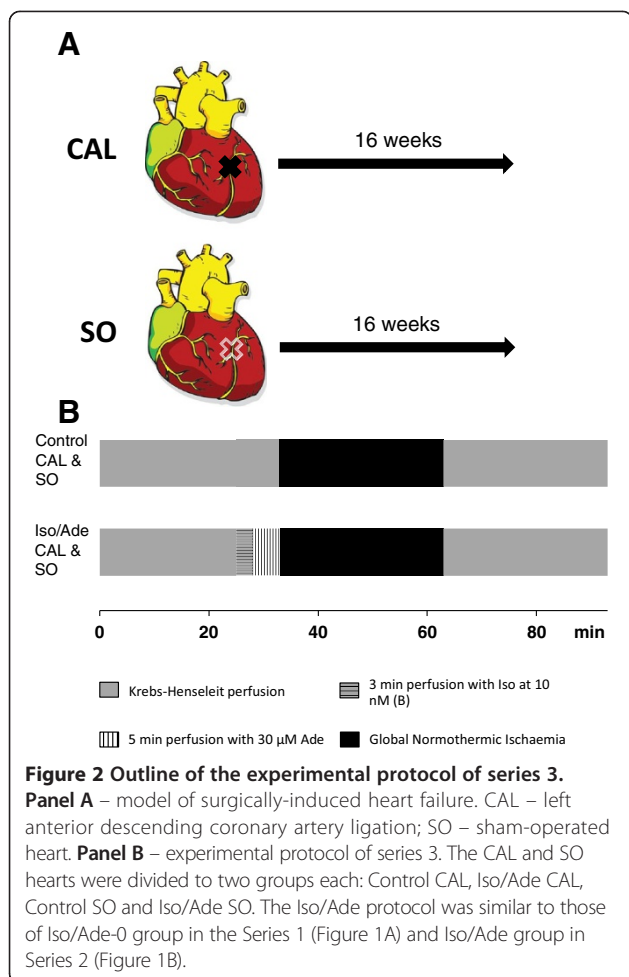 A
CAL
16 weeks
SO
16 weeks
B
Control
CAL &
SO
Iso/Ade
CAL &
SO
0 20 40 60 80 min
Krebs-Henseleit perfusion
3 min perfusion with Iso at 10
nM (B)
5 min perfusion with 30 µM Ade
Global Normothermic Ischaemia
Figure 2 Outline of the experimental protocol of series 3.
Panel A – model of surgically-induced heart failure. CAL – left
anterior descending coronary artery ligation; SO – sham-operated
heart. Panel B – experimental protocol of series 3. The CAL and SO
hearts were divided to two groups each: Control CAL, Iso/Ade CAL,
Control SO and Iso/Ade SO. The Iso/Ade protocol was similar to those
of Iso/Ade-0 group in the Series 1 (Figure 1A) and Iso/Ade group in
Series 2 (Figure 1B).